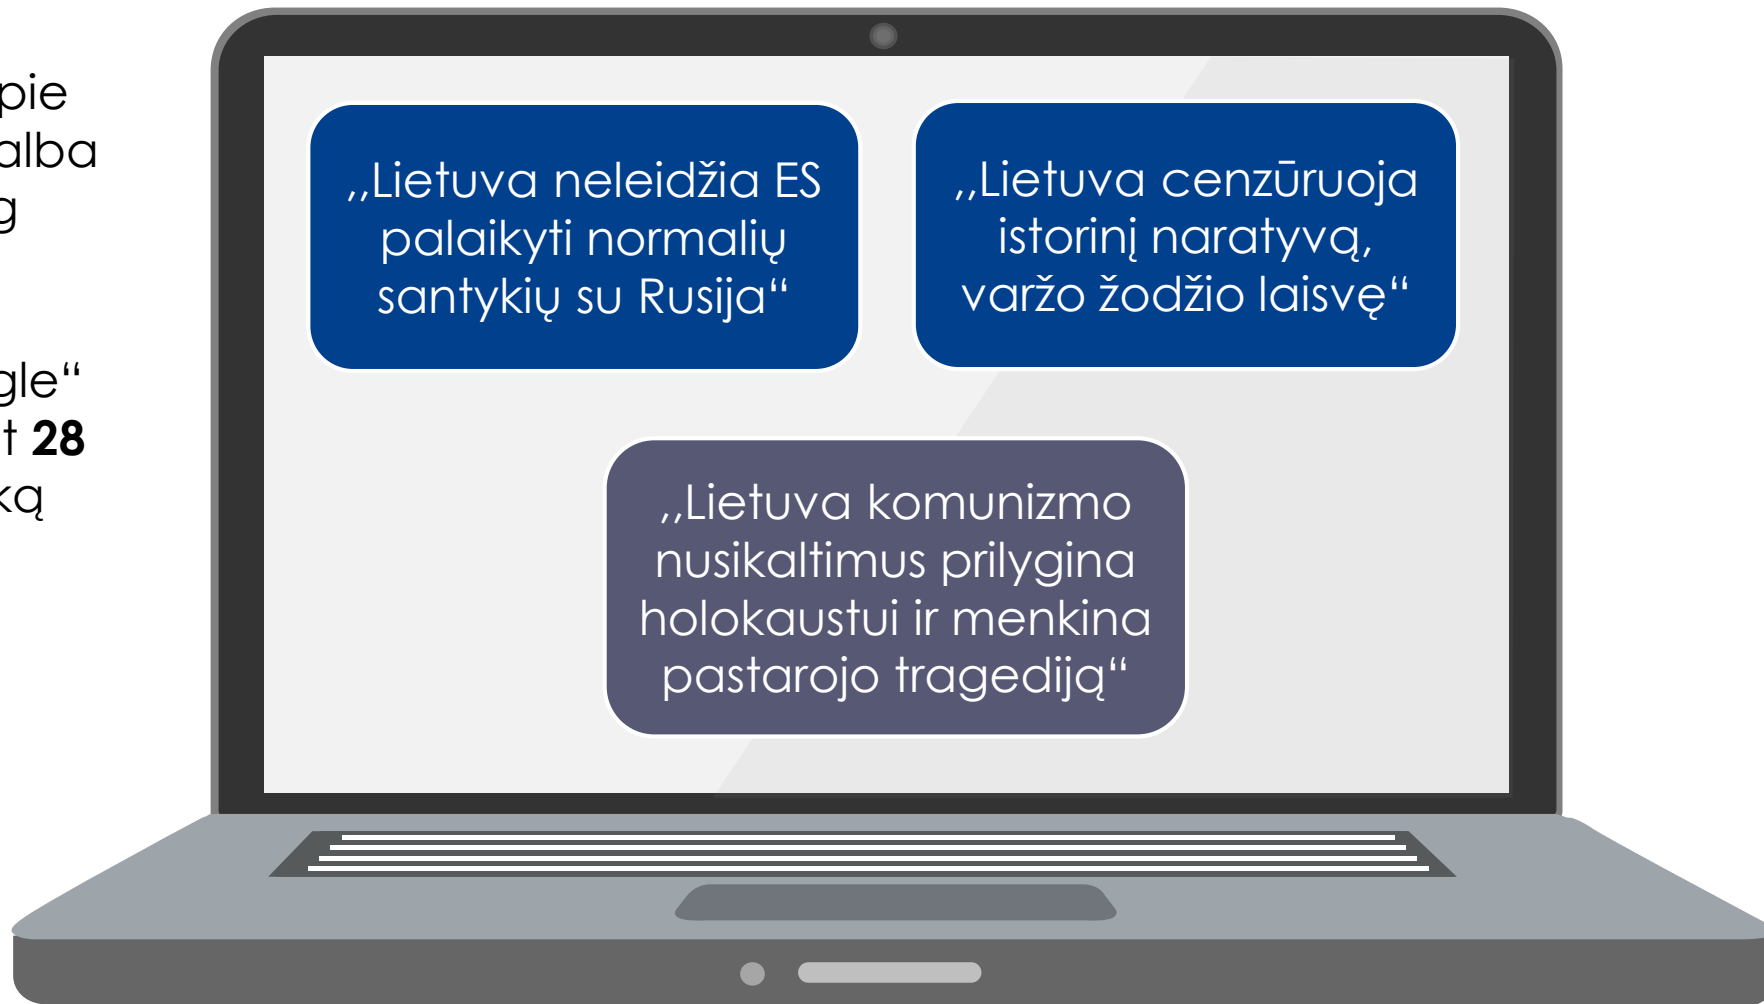 pie
alba
g
gle“
t 28
ką
,,Lietuva neleidžia ES
palaikyti normalių
santykių su Rusija“
,,Lietuva cenzūruoja
istorinį naratyvą,
varžo žodžio laisvę“
,,Lietuva komunizmo
nusikaltimus prilygina
holokaustui ir menkina
pastarojo tragediją“